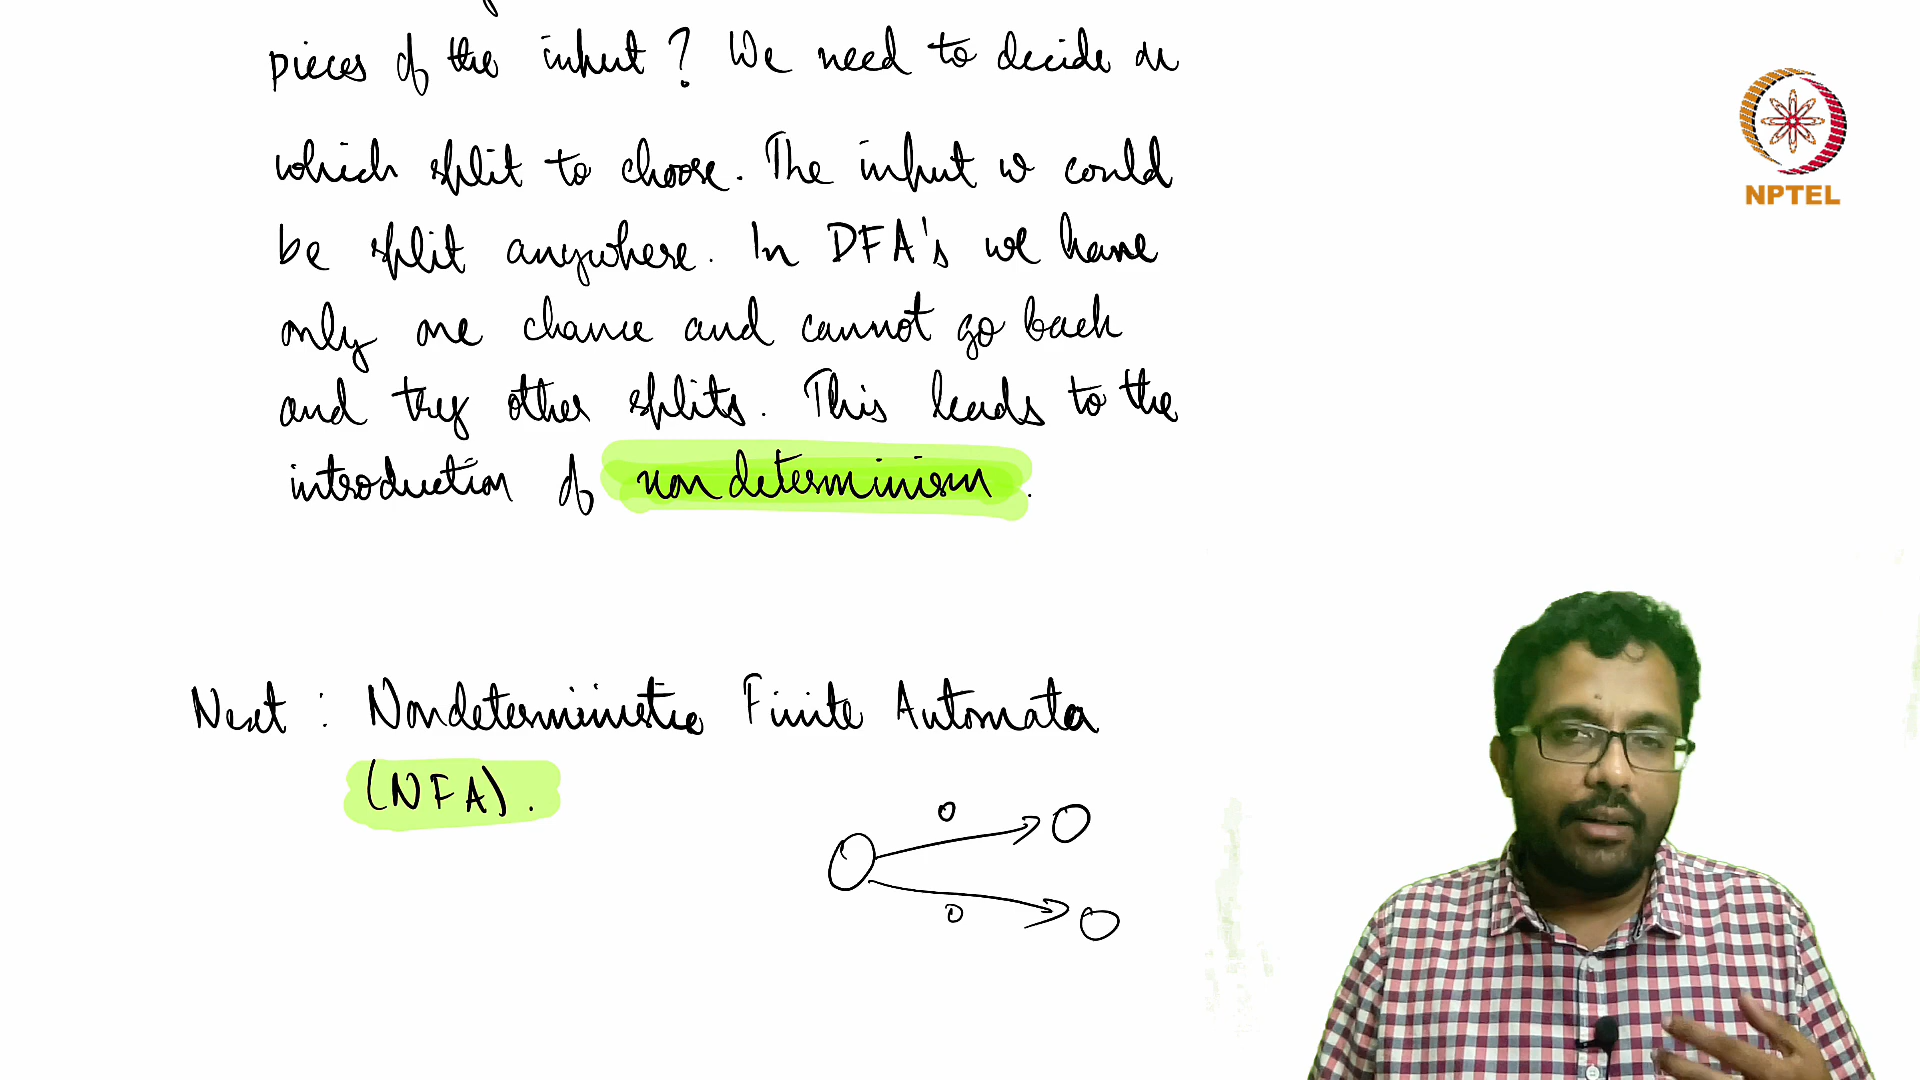 pieces of the input? We need to decide on
which split to choose. The input w could
be split anywhere. In DFA's we have
only one chance and cannot go back
and try other splits. This leads to the
introduction of nondeterminism.
Next : Nondeterministic Finite Automata
(NFA).
0
0
NPTEL